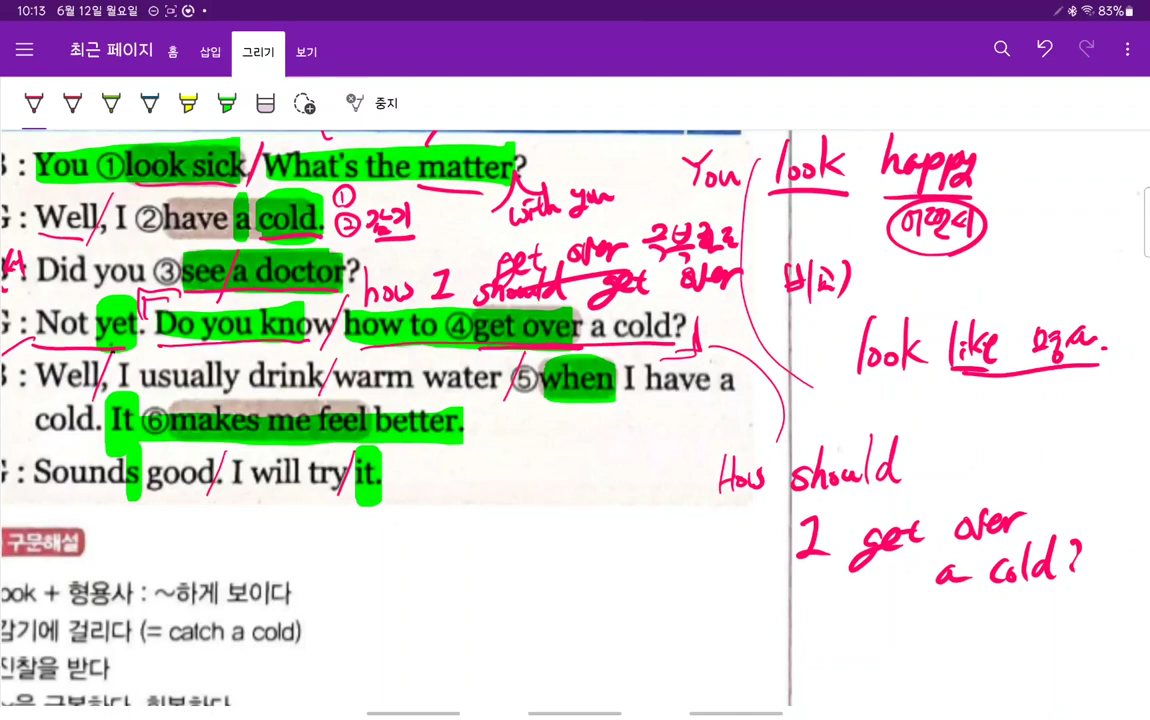 10:13 6월 12일 월요일 83%
최근 페이지 홈 삽입 그리기 보기
중지
: You ①look sick. What's the matter?
with you
: Well, I ②have a cold. ① ② 감기
: Did you ③see a doctor?
get over 극복하다
how I should get over
: Not yet. Do you know how to ④get over a cold?
: Well, I usually drink warm water ⑤when I have a
cold. It ⑥makes me feel better.
: Sounds good. I will try it.
You look happy
look like 명사.
How should
I get over
a cold?
구문해설
ook + 형용사 : ～하게 보이다
감기에 걸리다 (= catch a cold)
진찰을 받다